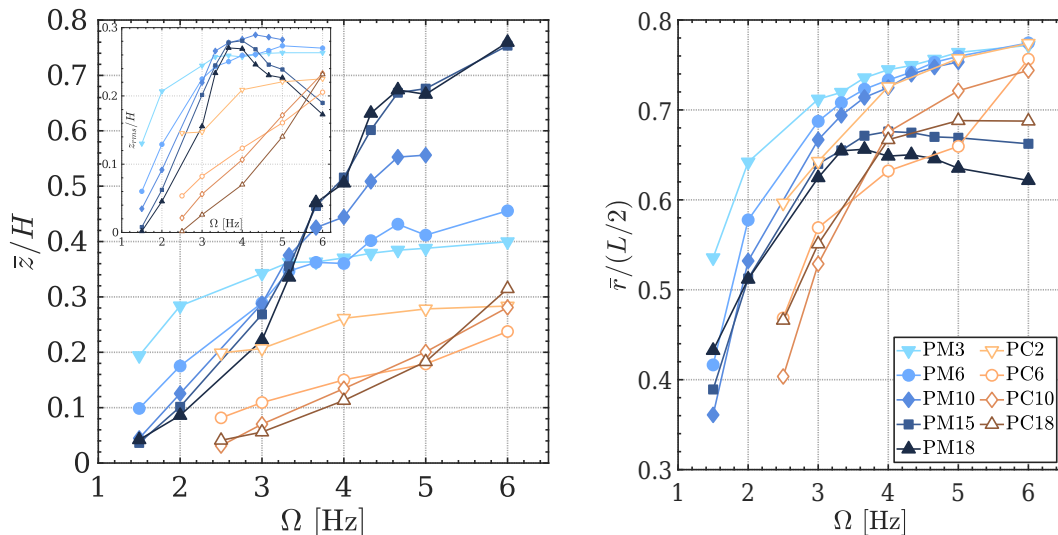 0.8
0.7
0.6
0.5
0.4
0.3
0.2
0.1
0
z̅/H
1 2 3 4 5 6
Ω [Hz]
0.3
0.2
0.1
0
z_rms/H
1 2 3 4 5 6
Ω [Hz]
0.8
0.7
0.6
0.5
0.4
0.3
r̅/(L/2)
1 2 3 4 5 6
Ω [Hz]
PM3 PC2
PM6 PC6
PM10 PC10
PM15 PC18
PM18